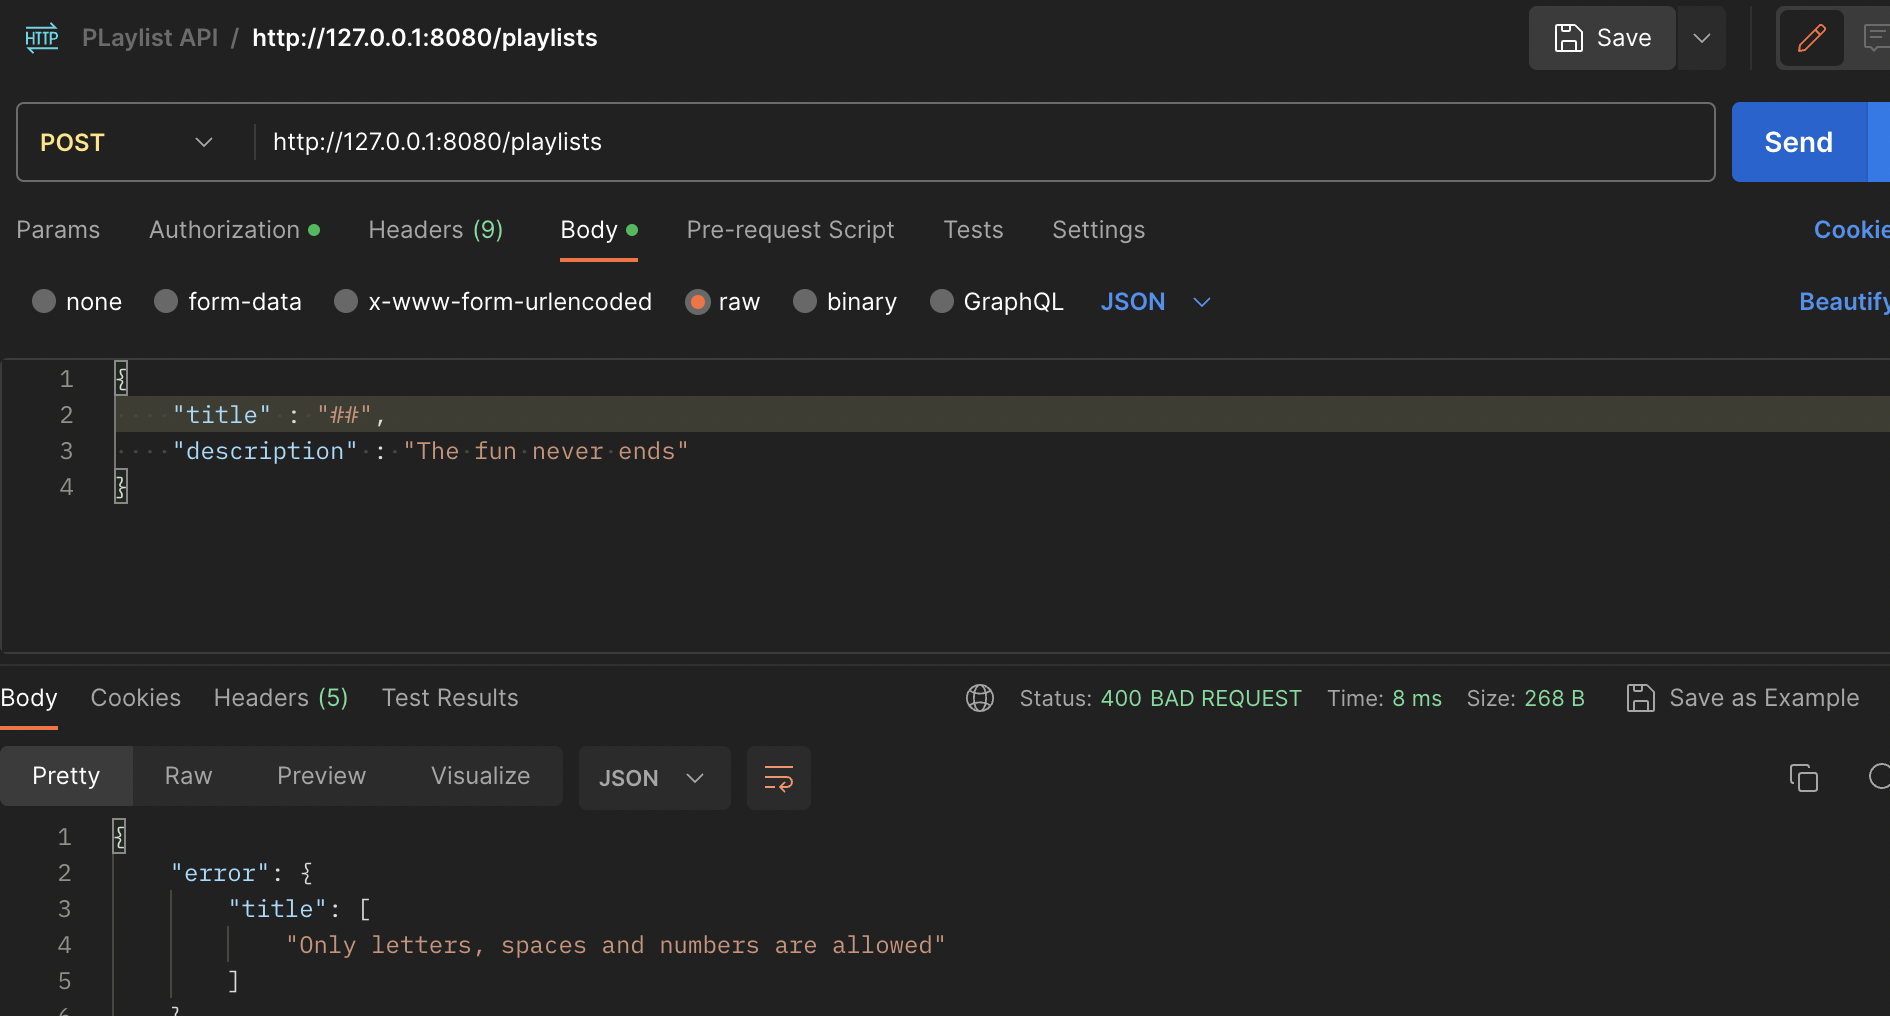 HTTP PLaylist API / http://127.0.0.1:8080/playlists Save
POST http://127.0.0.1:8080/playlists Send
Params Authorization Headers (9) Body Pre-request Script Tests Settings Cookie
none form-data x-www-form-urlencoded raw binary GraphQL JSON Beautify
1 {
2 "title" : "##",
3 "description" : "The fun never ends"
4 }
Body Cookies Headers (5) Test Results Status: 400 BAD REQUEST Time: 8 ms Size: 268 B Save as Example
Pretty Raw Preview Visualize JSON
1 {
2 "error": {
3 "title": [
4 "Only letters, spaces and numbers are allowed"
5 ]
6 }